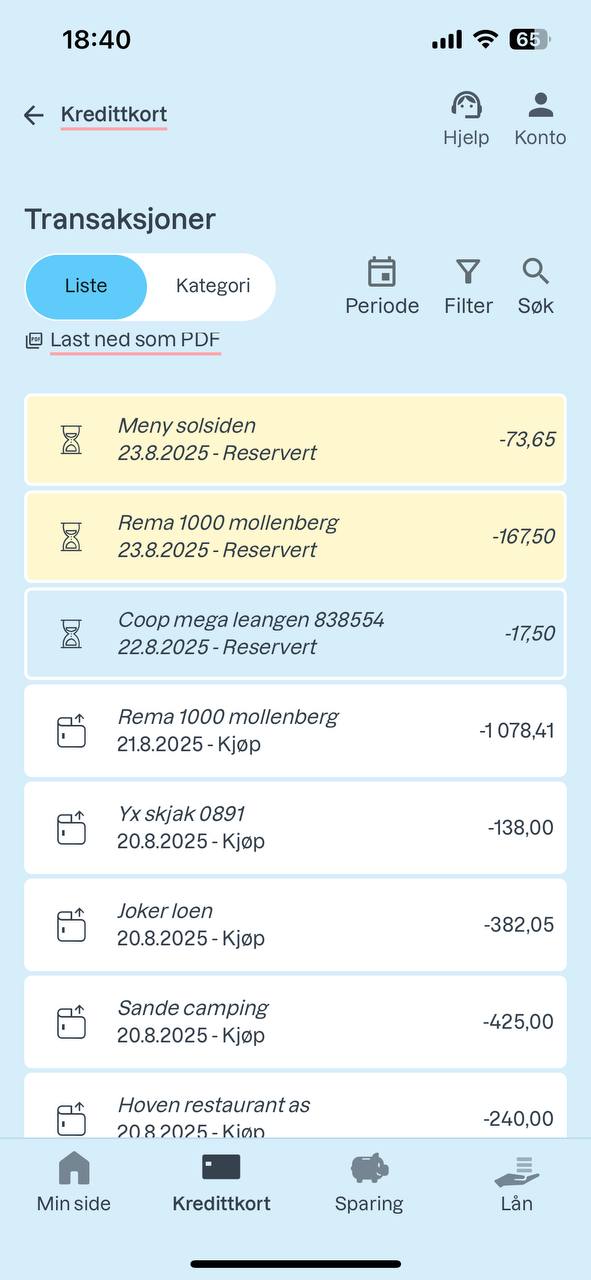 18:40
65
Kredittkort
Hjelp
Konto
Transaksjoner
Liste
Kategori
Periode
Filter
Søk
PDF
Last ned som PDF
Meny solsiden
23.8.2025 - Reservert
-73,65
Rema 1000 mollenberg
23.8.2025 - Reservert
-167,50
Coop mega leangen 838554
22.8.2025 - Reservert
-17,50
Rema 1000 mollenberg
21.8.2025 - Kjøp
-1 078,41
Yx skjak 0891
20.8.2025 - Kjøp
-138,00
Joker loen
20.8.2025 - Kjøp
-382,05
Sande camping
20.8.2025 - Kjøp
-425,00
Hoven restaurant as
20.8.2025 - Kjøp
-240,00
Min side
Kredittkort
Sparing
Lån